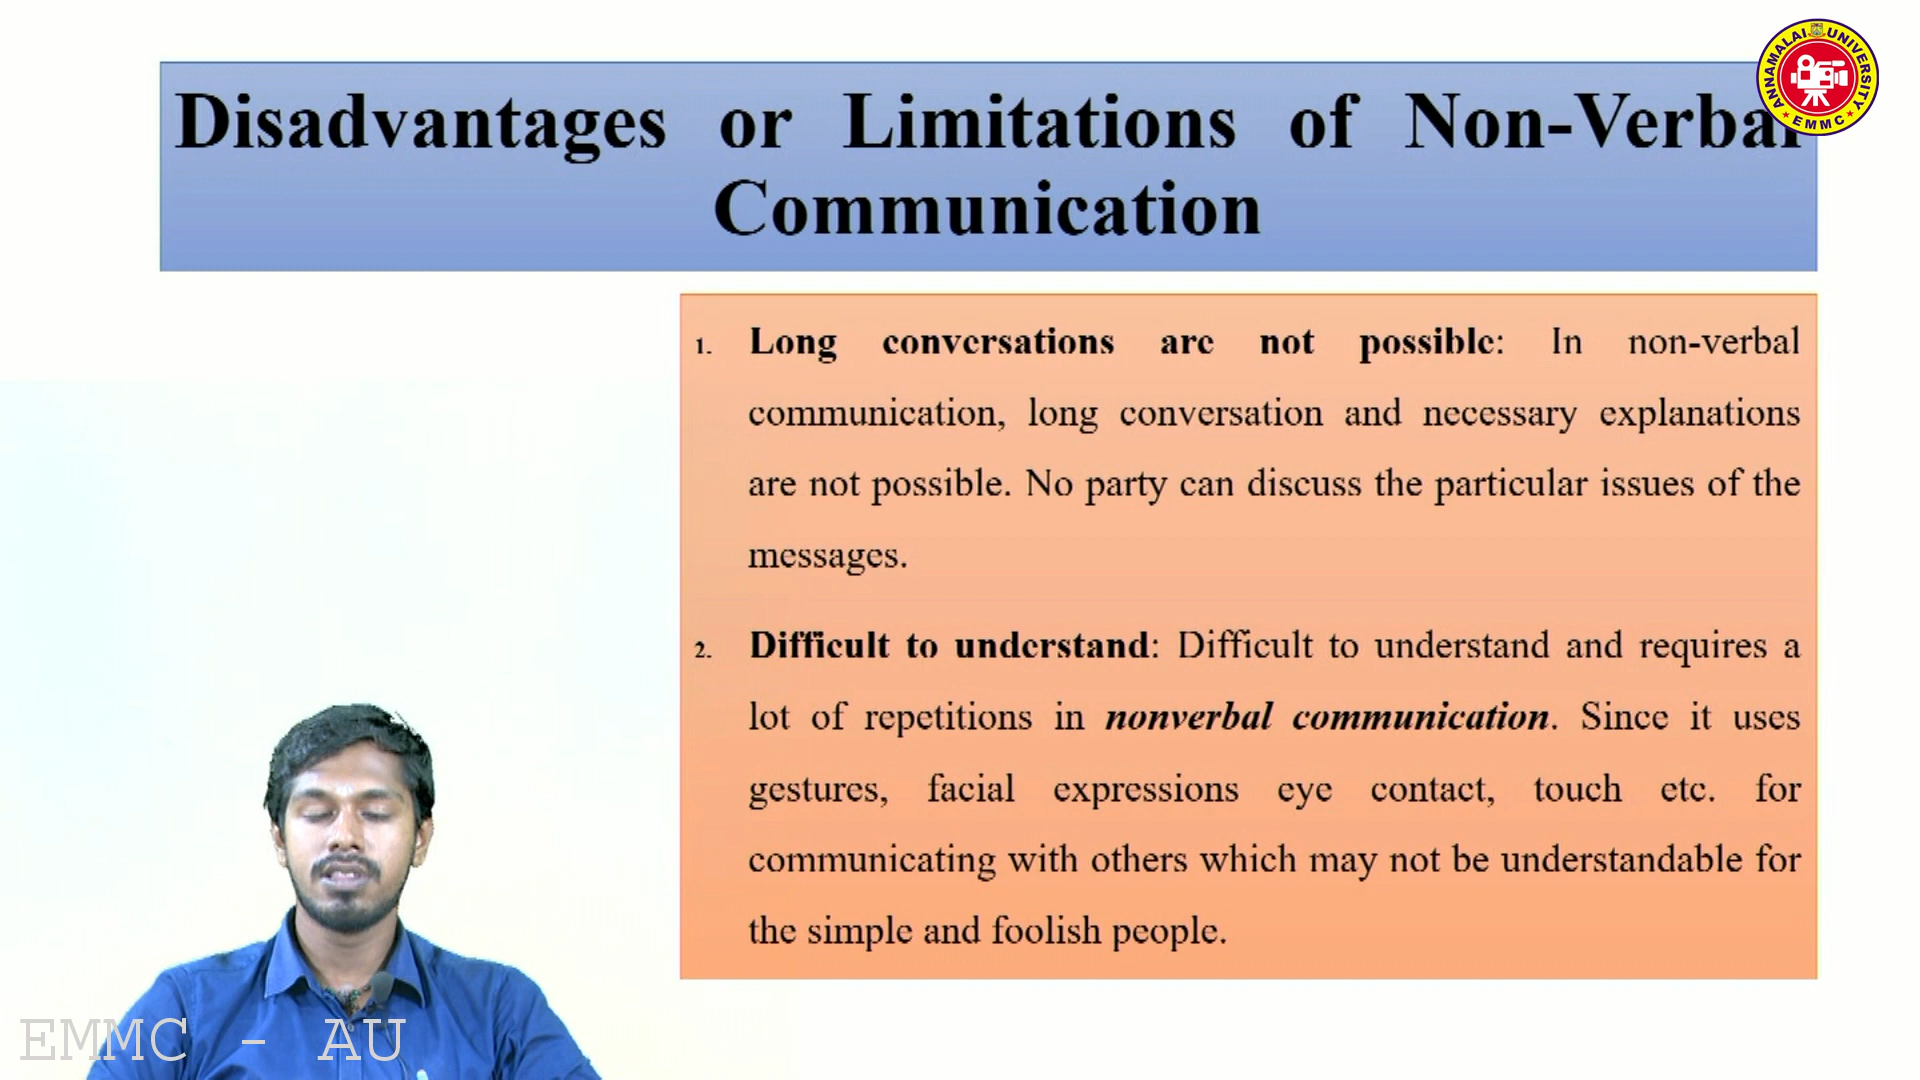 Disadvantages or Limitations of Non-Verbal
Communication
ANNAMALAI UNIVERSITY
EMMC
1. Long conversations are not possible: In non-verbal
communication, long conversation and necessary explanations
are not possible. No party can discuss the particular issues of the
messages.
2. Difficult to understand: Difficult to understand and requires a
lot of repetitions in nonverbal communication. Since it uses
gestures, facial expressions eye contact, touch etc. for
communicating with others which may not be understandable for
the simple and foolish people.
EMMC - AU